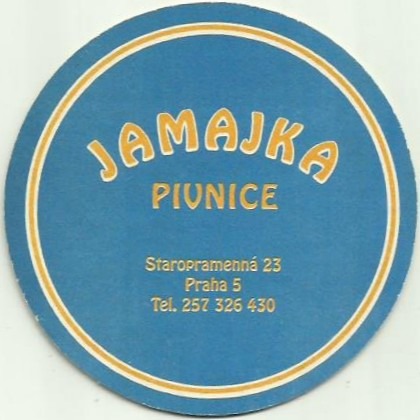 JAMAJKA
PIVNICE
Staropramenná 23
Praha 5
Tel. 257 326 430